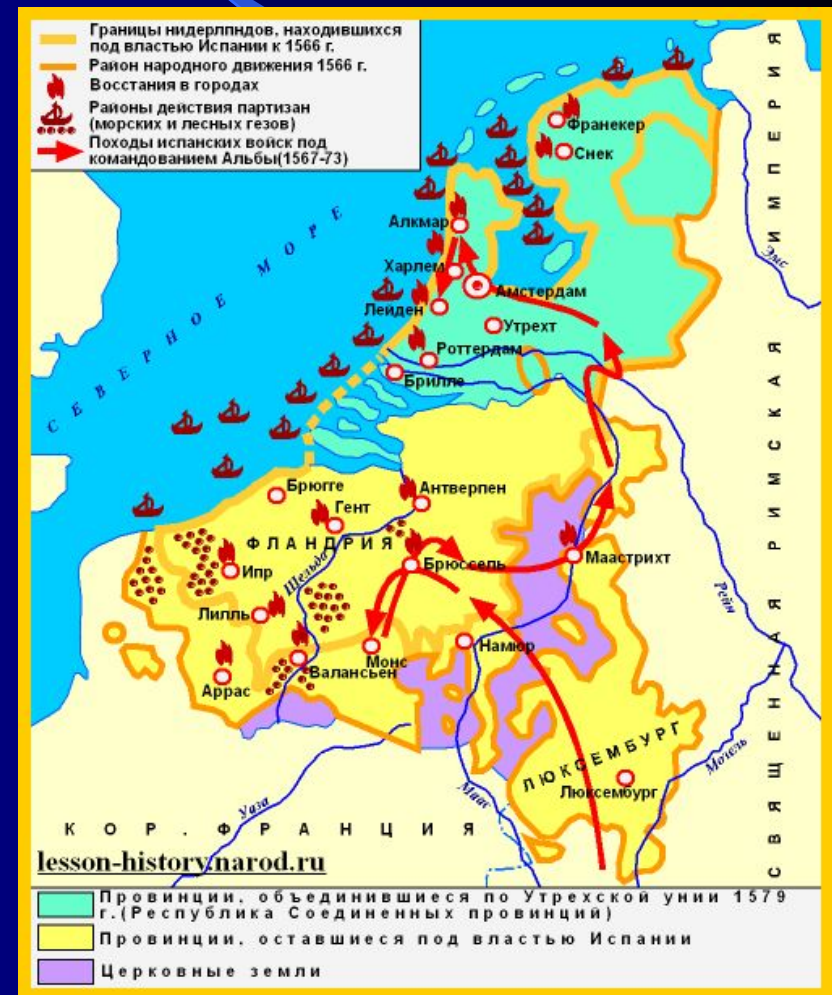 Границы нидерлпндов, находившихся
под властью Испании к 1566 г.
Район народного движения 1566 г.
Восстания в городах
Районы действия партизан
(морских и лесных гезов)
Походы испанских войск под
командованием Альбы(1567-73)
СЕВЕРНОЕ МОРЕ
Франекер
Снек
Алкмар
Харлем
Амстердам
Лейден
Утрехт
Роттердам
Брилле
Эмс
Брюгге
Антверпен
Гент
ФЛАНДРИЯ
Брюссель
Маастрихт
Ипр
Шельда
Лилль
Рейн
Монс
Намюр
Валансьен
Аррас
ЛЮКСЕМБУРГ
Люксембург
Мозель
Уаза
Маас
КОР. ФРАНЦИЯ
СВЯЩЕННАЯ РИМСКАЯ ИМПЕРИЯ
lesson-history.narod.ru
Провинции, объединившиеся по Утрехской унии 1579
г.(Республика Соединенных провинций)
Провинции, оставшиеся под властью Испании
Церковные земли